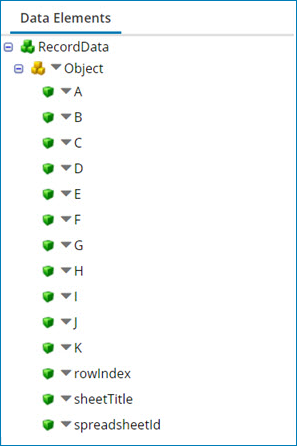 Data Elements
RecordData
Object
A
B
C
D
E
F
G
H
I
J
K
rowIndex
sheetTitle
spreadsheetId